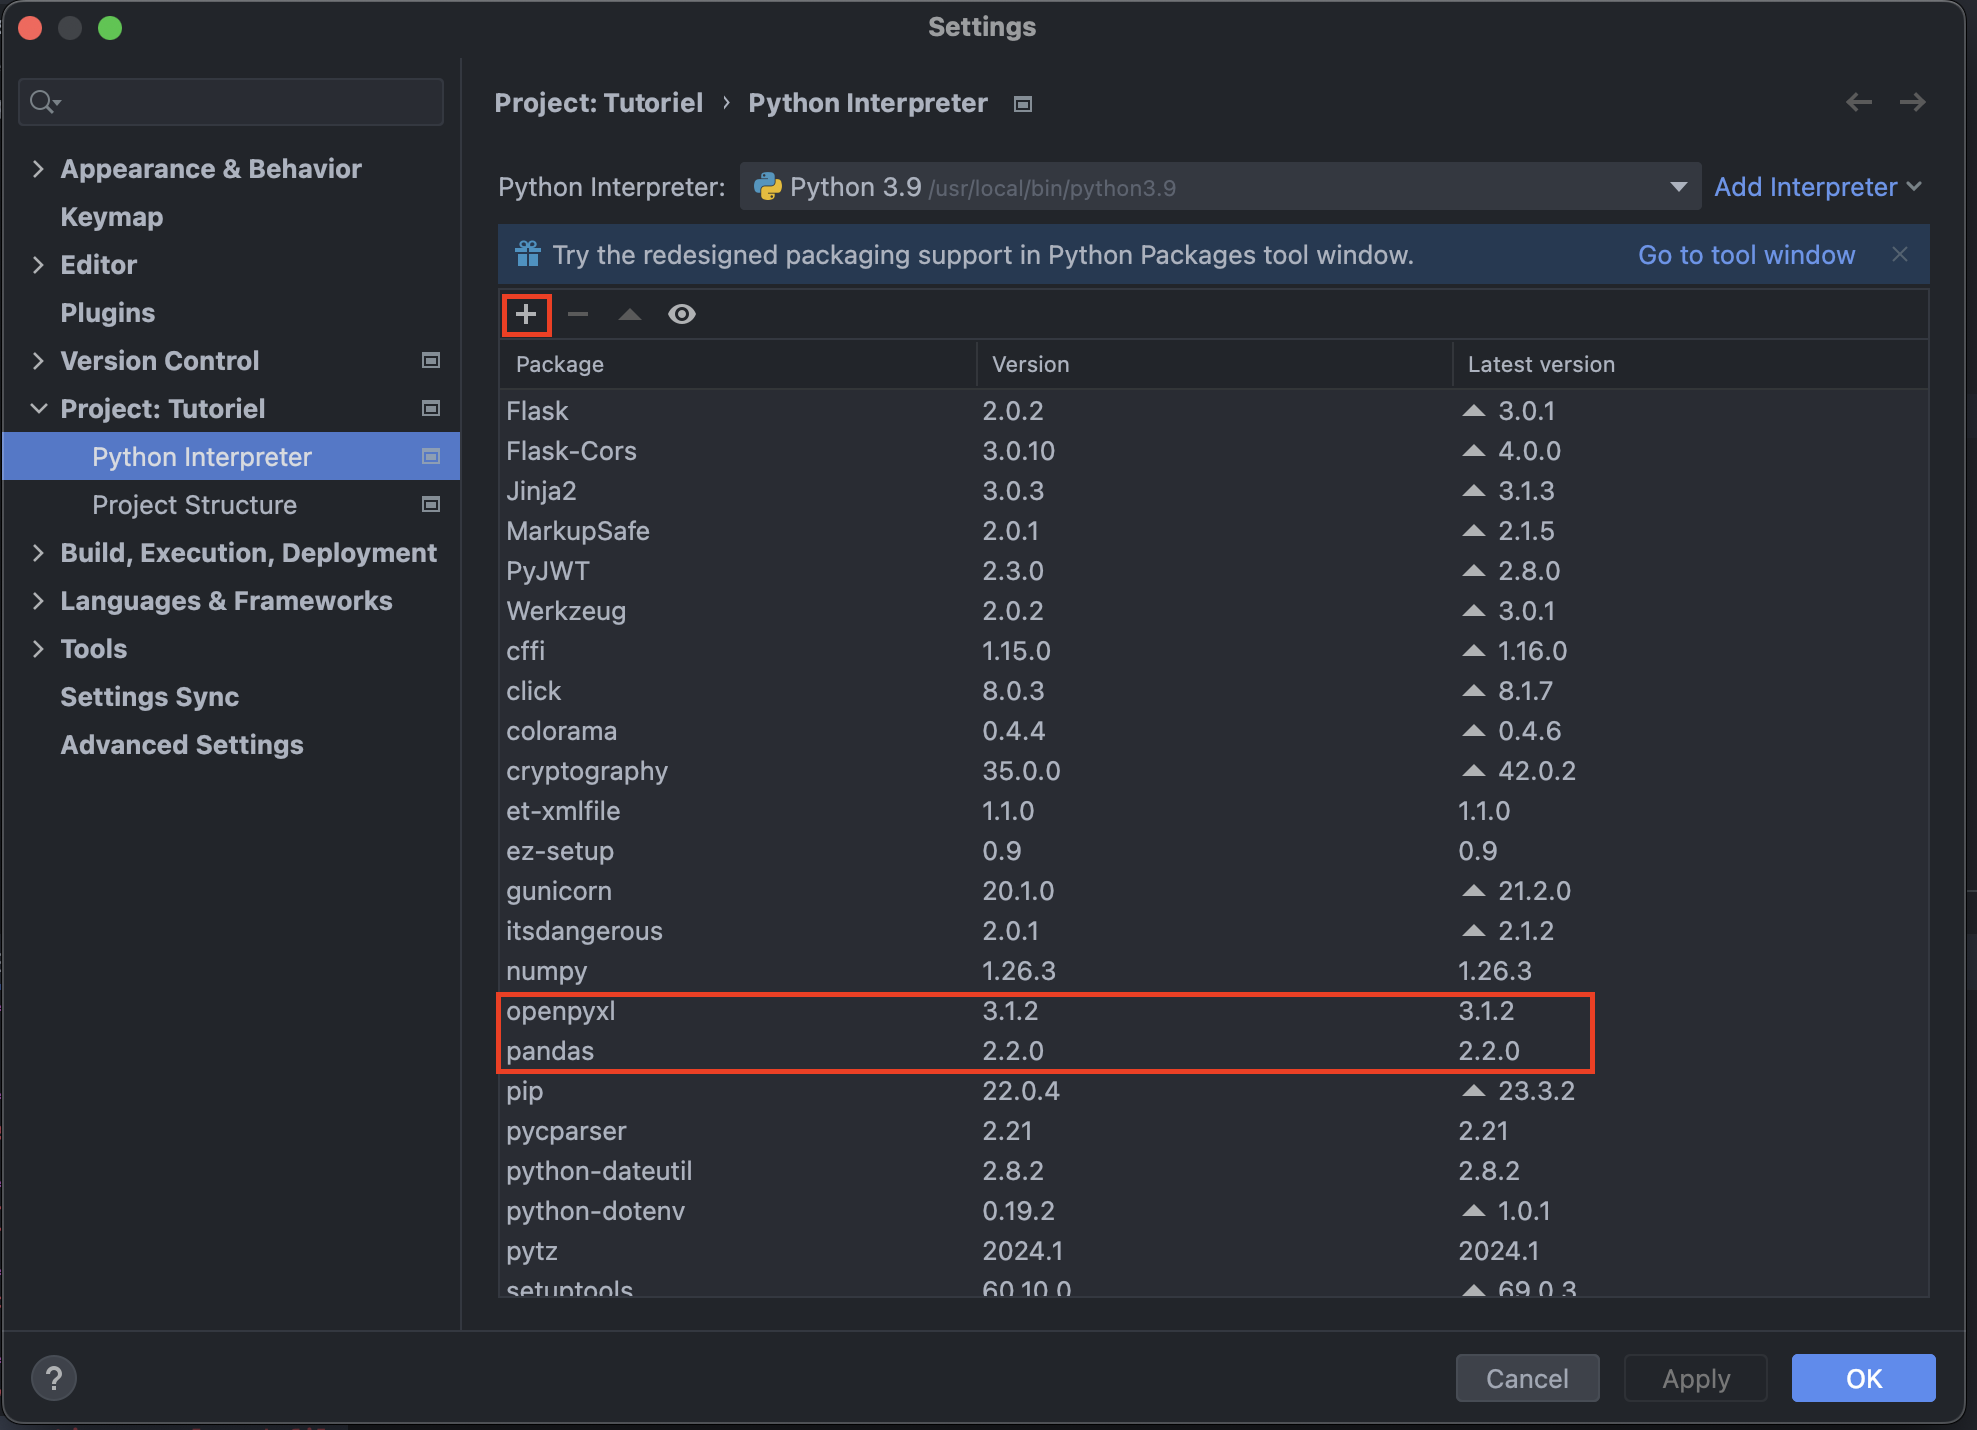 Settings
Project: Tutoriel › Python Interpreter
Appearance & Behavior
Keymap
Editor
Plugins
Version Control
Project: Tutoriel
Python Interpreter
Project Structure
Build, Execution, Deployment
Languages & Frameworks
Tools
Settings Sync
Advanced Settings
Python Interpreter: Python 3.9 /usr/local/bin/python3.9 Add Interpreter
Try the redesigned packaging support in Python Packages tool window. Go to tool window
Package Version Latest version
Flask 2.0.2 3.0.1
Flask-Cors 3.0.10 4.0.0
Jinja2 3.0.3 3.1.3
MarkupSafe 2.0.1 2.1.5
PyJWT 2.3.0 2.8.0
Werkzeug 2.0.2 3.0.1
cffi 1.15.0 1.16.0
click 8.0.3 8.1.7
colorama 0.4.4 0.4.6
cryptography 35.0.0 42.0.2
et-xmlfile 1.1.0 1.1.0
ez-setup 0.9 0.9
gunicorn 20.1.0 21.2.0
itsdangerous 2.0.1 2.1.2
numpy 1.26.3 1.26.3
openpyxl 3.1.2 3.1.2
pandas 2.2.0 2.2.0
pip 22.0.4 23.3.2
pycparser 2.21 2.21
python-dateutil 2.8.2 2.8.2
python-dotenv 0.19.2 1.0.1
pytz 2024.1 2024.1
setuptools 60.10.0 69.0.3
? Cancel Apply OK